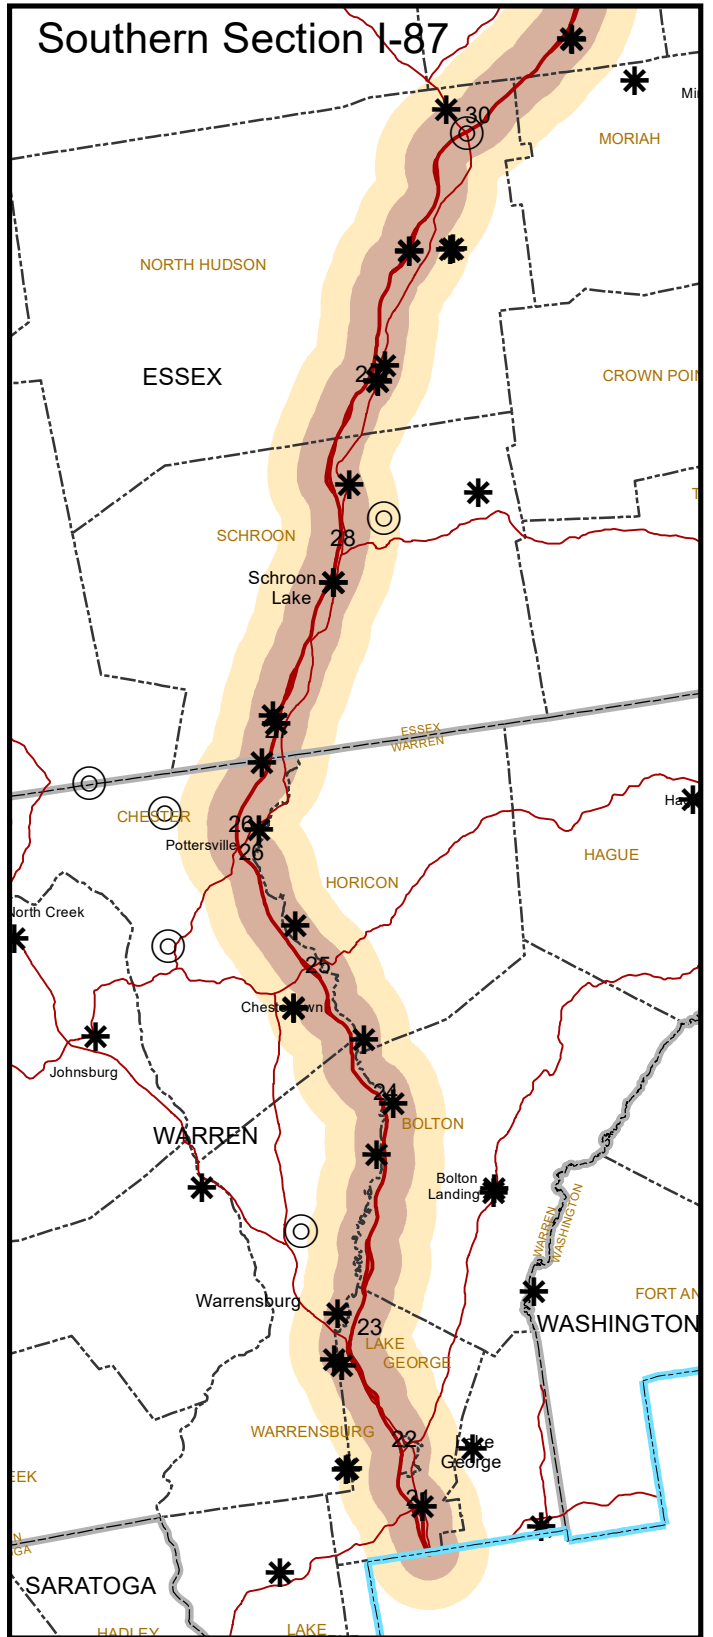 Southern Section I-87
30
Mi
MORIAH
NORTH HUDSON
ESSEX
CROWN POI
T
SCHROON
28
Schroon
Lake
27
ESSEX
WARREN
CHESTER
26
Pottersville
26
HORICON
HAGUE
North Creek
25
Johnsburg
24
BOLTON
WARREN
Bolton
Landing
WARREN
WASHINGTON
Warrensburg
FORT AN
WASHINGTON
23
LAKE
GEORGE
WARRENSBURG
22
Lake
George
EEK
N
GA
SARATOGA
HADLEY
LAKE